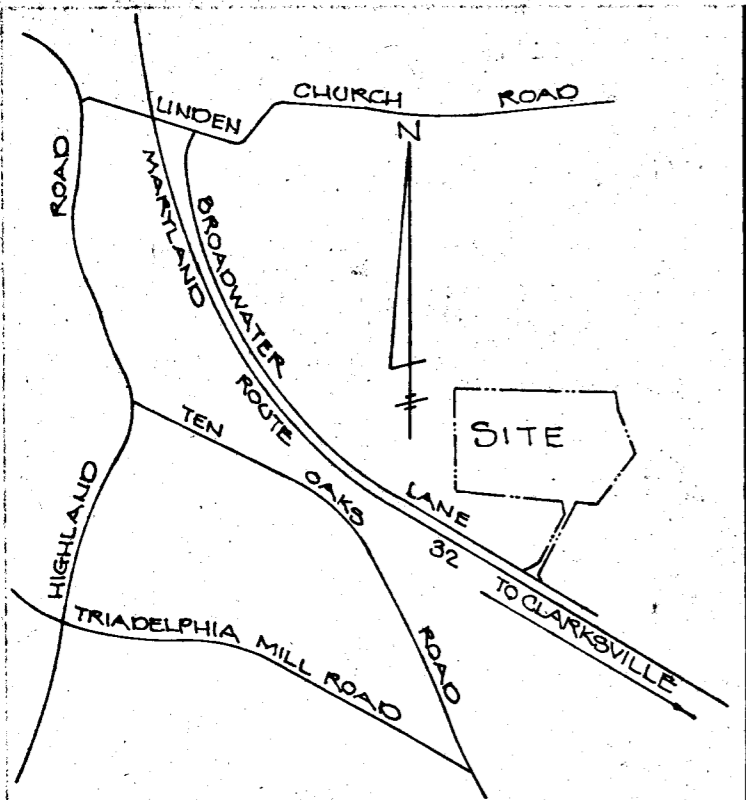 LINDEN CHURCH ROAD
N
HIGHLAND ROAD
MARYLAND ROUTE 32
BROADWATER LANE
SITE
TEN OAKS ROAD
TO CLARKSVILLE
TRIADELPHIA MILL ROAD